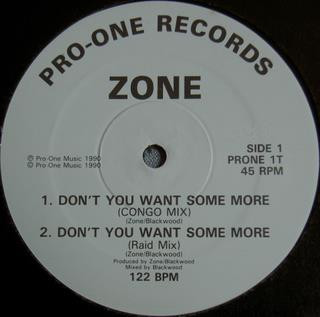 PRO-ONE RECORDS
ZONE
SIDE 1
PRONE 1T
45 RPM
℗ Pro-One Music 1990
© Pro-One Music 1990
1. DON'T YOU WANT SOME MORE
(CONGO MIX)
(Zone/Blackwood)
2. DON'T YOU WANT SOME MORE
(Raid Mix)
(Zone/Blackwood)
Produced by Zone/Blackwood
Mixed by Blackwood
122 BPM